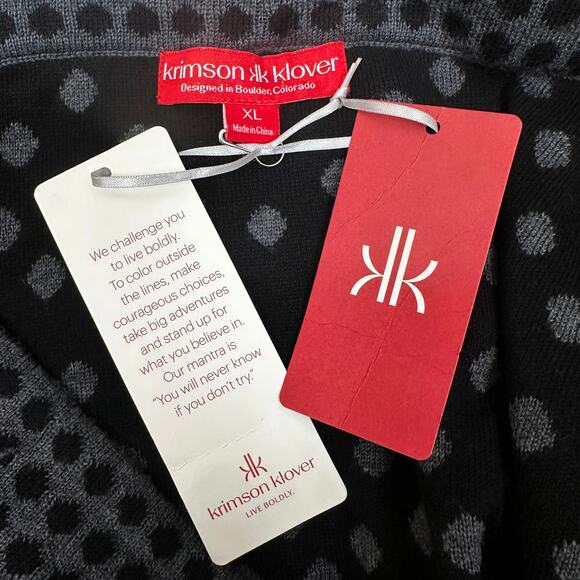 krimson kk klover
Designed in Boulder, Colorado
XL
Made in China
We challenge you
to live boldly.
To color outside
the lines, make
courageous choices,
take big adventures
and stand up for
what you believe in.
Our mantra is
“You will never know
if you don’t try.”
kk
krimson klover
LIVE BOLDLY.
kk